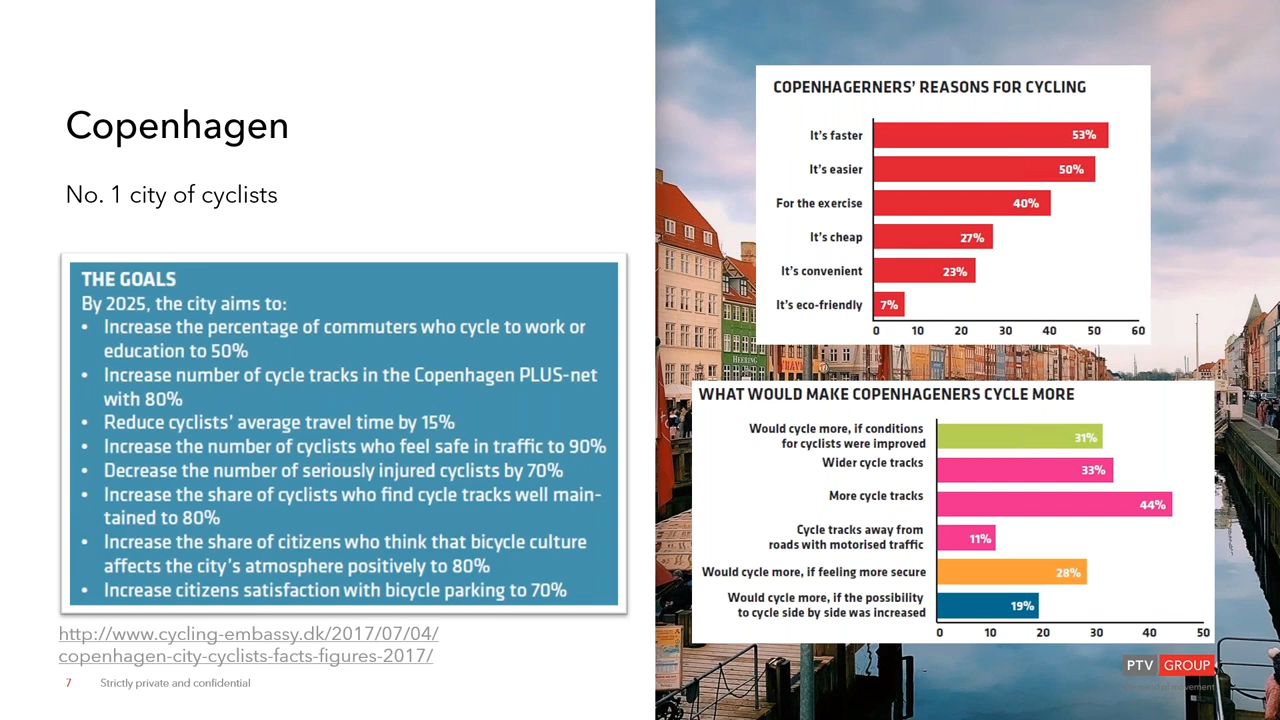 Copenhagen
No. 1 city of cyclists
THE GOALS
By 2025, the city aims to:
• Increase the percentage of commuters who cycle to work or
education to 50%
• Increase number of cycle tracks in the Copenhagen PLUS-net
with 80%
• Reduce cyclists' average travel time by 15%
• Increase the number of cyclists who feel safe in traffic to 90%
• Decrease the number of seriously injured cyclists by 70%
• Increase the share of cyclists who find cycle tracks well main-
tained to 80%
• Increase the share of citizens who think that bicycle culture
affects the city's atmosphere positively to 80%
• Increase citizens satisfaction with bicycle parking to 70%
http://www.cycling-embassy.dk/2017/07/04/
copenhagen-city-cyclists-facts-figures-2017/
7 Strictly private and confidential
COPENHAGERNERS' REASONS FOR CYCLING
It's faster 53%
It's easier 50%
For the exercise 40%
It's cheap 27%
It's convenient 23%
It's eco-friendly 7%
0 10 20 30 40 50 60
HEERING
WHAT WOULD MAKE COPENHAGENERS CYCLE MORE
Would cycle more, if conditions
for cyclists were improved 31%
Wider cycle tracks 33%
More cycle tracks 44%
Cycle tracks away from
roads with motorised traffic 11%
Would cycle more, if feeling more secure 28%
Would cycle more, if the possibility
to cycle side by side was increased 19%
0 10 20 30 40 50
PTV GROUP